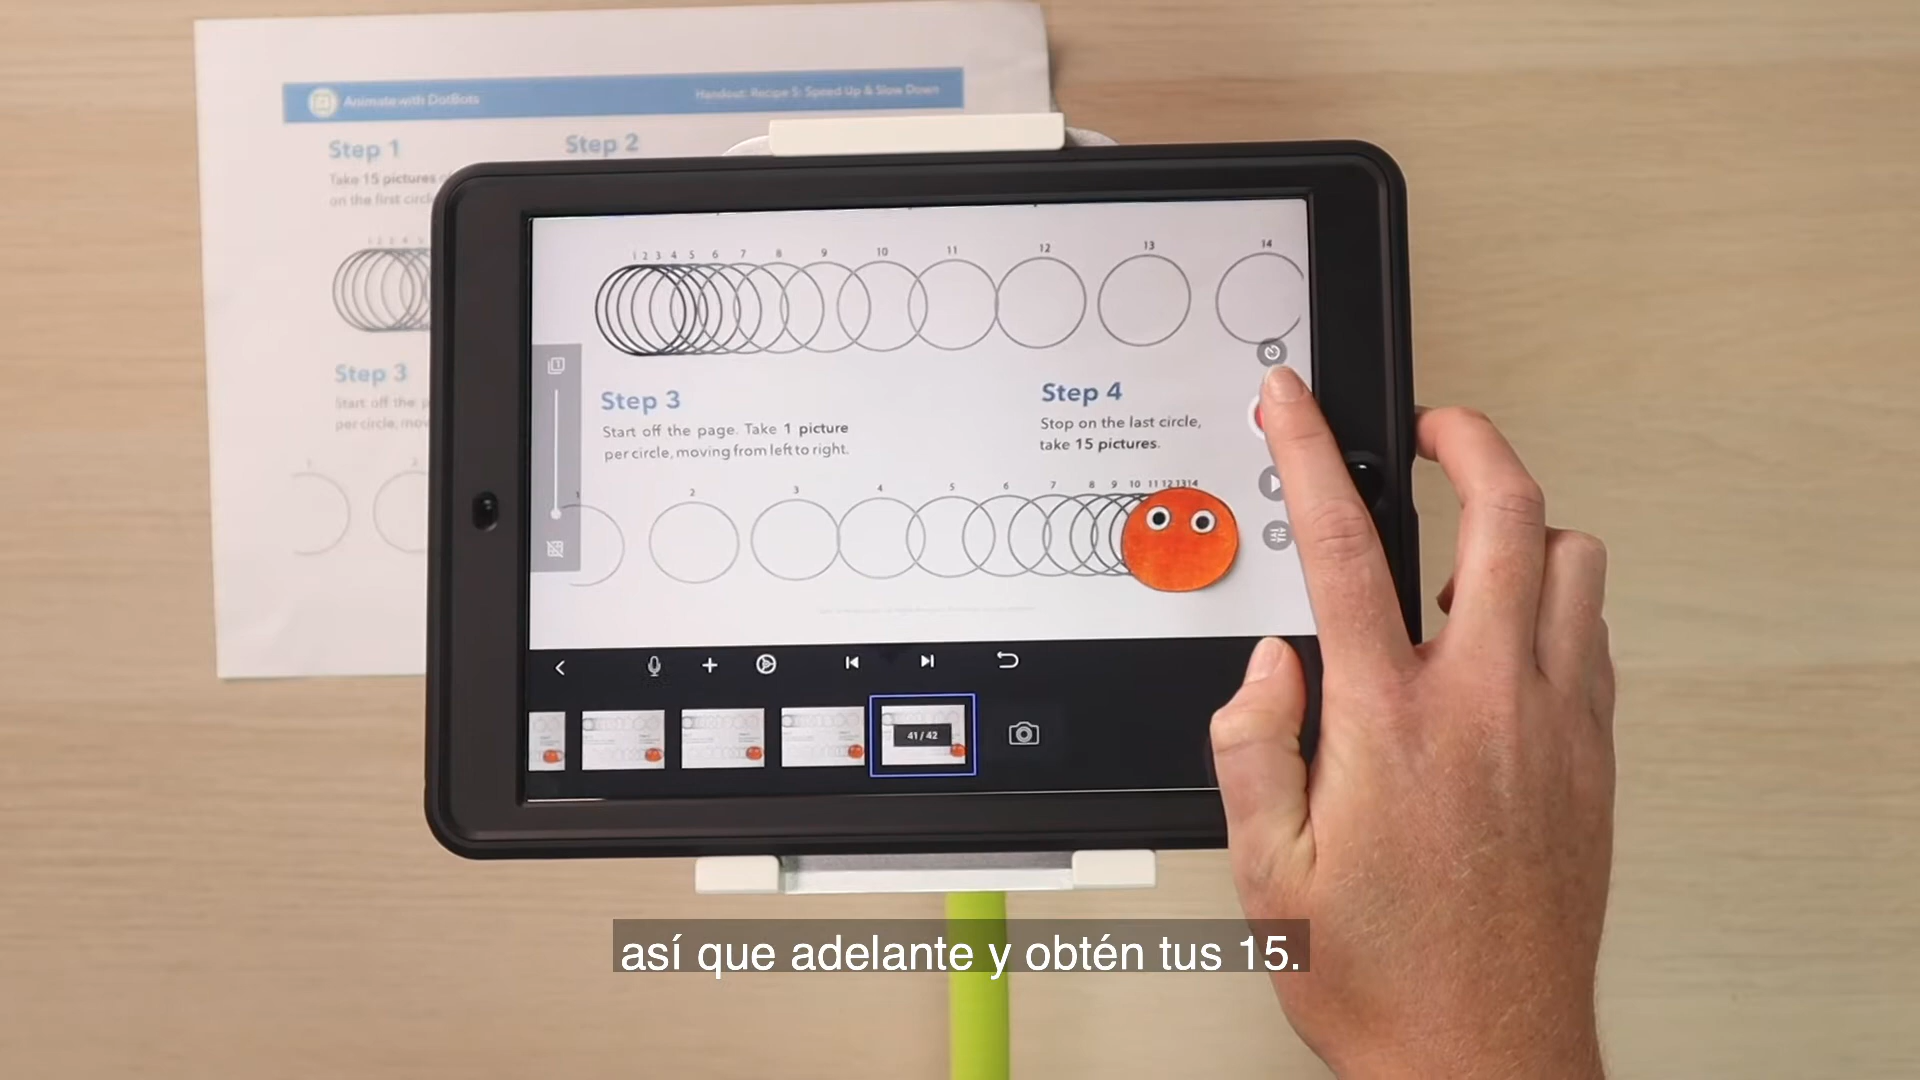 Animate with DotBots
Handout: Recipe 5: Speed Up & Slow Down
Step 1
Step 2
Take 15 pictures
on the first circle
Step 3
Start off the
per circle, mov
1 2 3 4 5 6 7 8 9 10 11 12 13 14
Step 3
Start off the page. Take 1 picture
per circle, moving from left to right.
Step 4
Stop on the last circle,
take 15 pictures.
1 2 3 4 5 6 7 8 9 10 11 12 13 14
41 / 42
así que adelante y obtén tus 15.